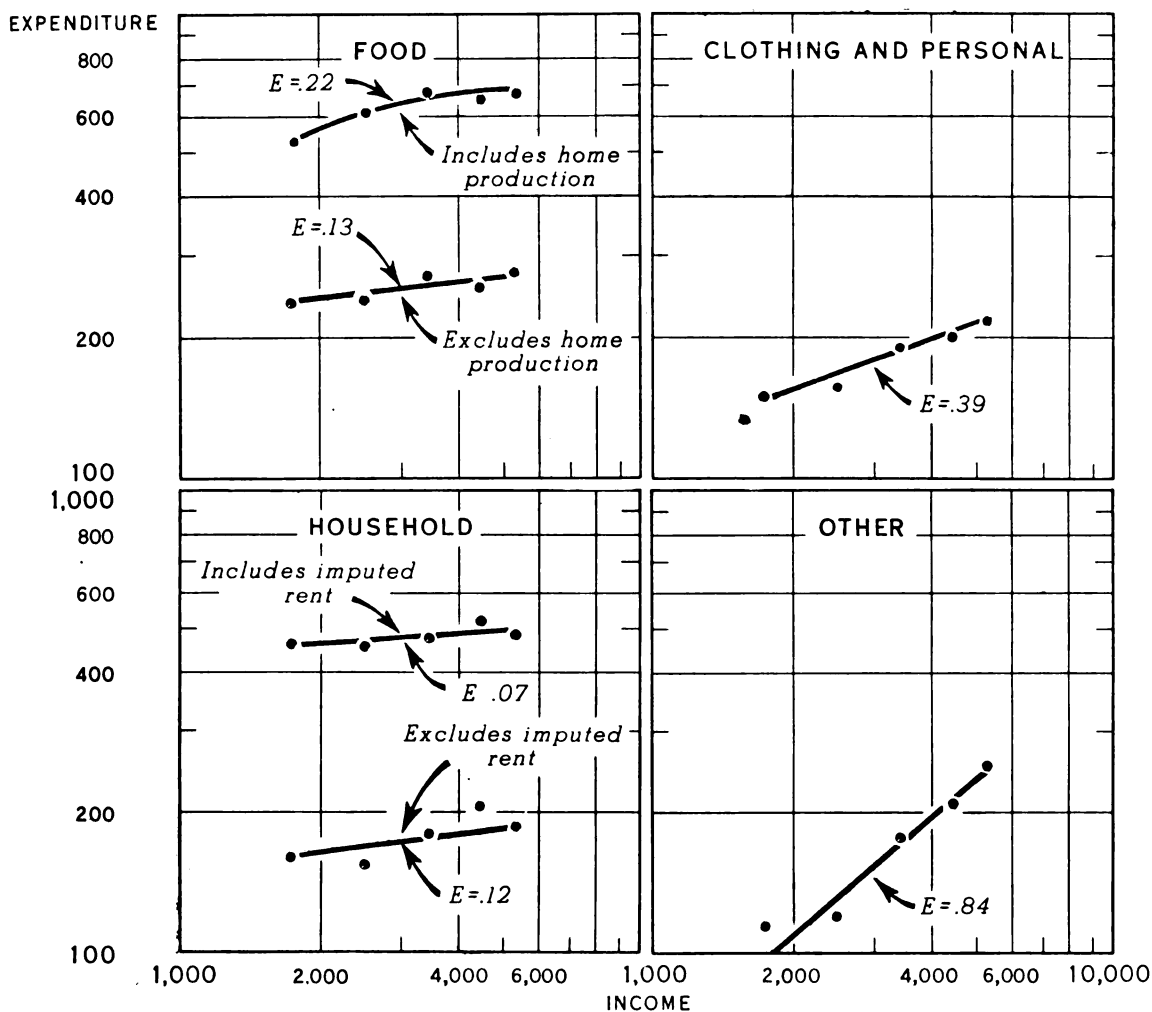 EXPENDITURE
FOOD
CLOTHING AND PERSONAL
800
E=.22
600
Includes home
production
400
E=.13
200
Excludes home
production
E=.39
100
1,000
HOUSEHOLD
OTHER
800
Includes imputed
rent
600
400
E .07
Excludes imputed
rent
200
E=.12
E=.84
100
1,000
2,000
4,000
6,000
1,000
2,000
4,000
6,000
10,000
INCOME